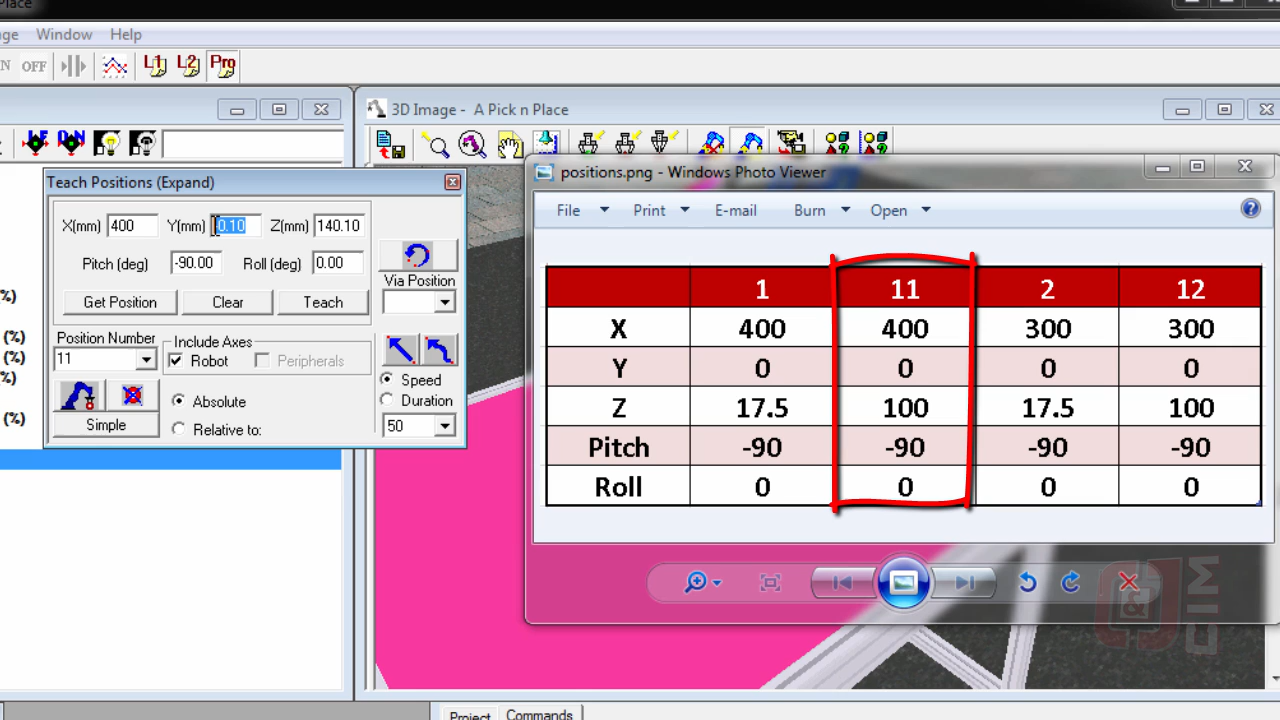 Place
ge Window Help
N OFF L1 L2 Prg
3D Image - A Pick n Place
Teach Positions (Expand)
X(mm) 400 Y(mm) 0.10 Z(mm) 140.10
Pitch (deg) -90.00 Roll (deg) 0.00
Via Position
Get Position Clear Teach
Position Number
11
Include Axes
Robot Peripherals
Speed
Duration
50
Absolute
Simple
Relative to:
%)
(%)
(%)
%)
(%)
positions.png - Windows Photo Viewer
File Print E-mail Burn Open
1 11 2 12
X 400 400 300 300
Y 0 0 0 0
Z 17.5 100 17.5 100
Pitch -90 -90 -90 -90
Roll 0 0 0 0
J&J CIM
Project Commands